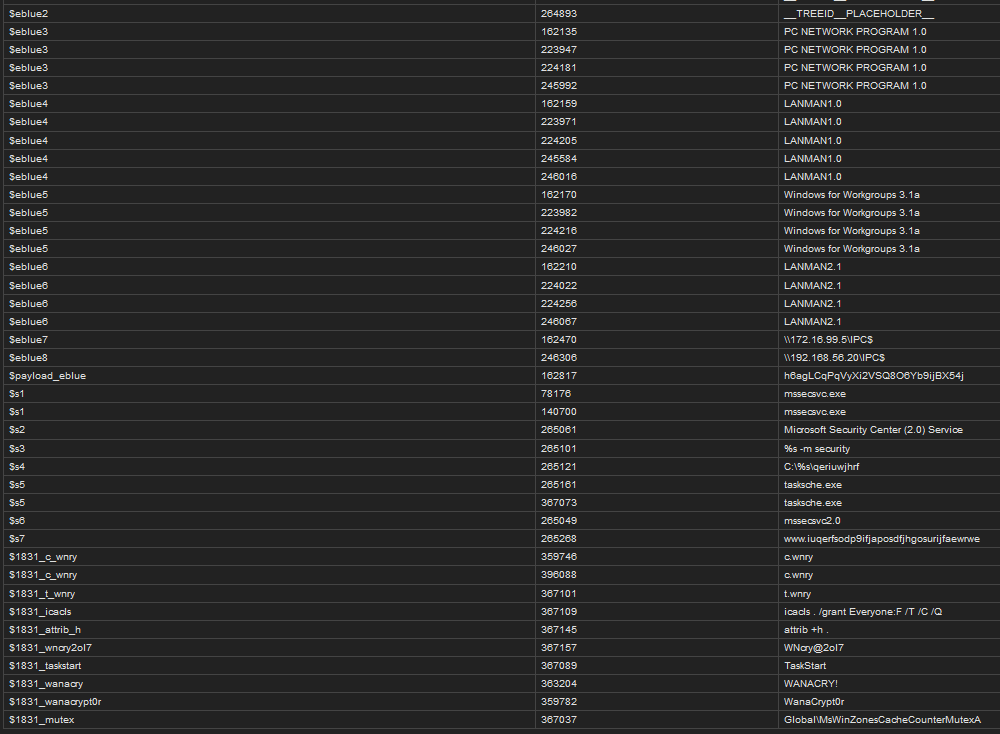 $eblue2 264893 __TREEID__PLACEHOLDER__
$eblue3 162135 PC NETWORK PROGRAM 1.0
$eblue3 223947 PC NETWORK PROGRAM 1.0
$eblue3 224181 PC NETWORK PROGRAM 1.0
$eblue3 245992 PC NETWORK PROGRAM 1.0
$eblue4 162159 LANMAN1.0
$eblue4 223971 LANMAN1.0
$eblue4 224205 LANMAN1.0
$eblue4 245584 LANMAN1.0
$eblue4 246016 LANMAN1.0
$eblue5 162170 Windows for Workgroups 3.1a
$eblue5 223982 Windows for Workgroups 3.1a
$eblue5 224216 Windows for Workgroups 3.1a
$eblue5 246027 Windows for Workgroups 3.1a
$eblue6 162210 LANMAN2.1
$eblue6 224022 LANMAN2.1
$eblue6 224256 LANMAN2.1
$eblue6 246067 LANMAN2.1
$eblue7 162470 \\172.16.99.5\IPC$
$eblue8 246306 \\192.168.56.20\IPC$
$payload_eblue 162817 h6agLCqPqVyXi2VSQ8O6Yb9ijBX54j
$s1 78176 mssecsvc.exe
$s1 140700 mssecsvc.exe
$s2 265061 Microsoft Security Center (2.0) Service
$s3 265101 %s -m security
$s4 265121 C:\%s\qeriuwjhrf
$s5 265161 tasksche.exe
$s5 367073 tasksche.exe
$s6 265049 mssecsvc2.0
$s7 265268 www.iuqerfsodp9ifjaposdfjhgosurijfaewrwe
$1831_c_wnry 359746 c.wnry
$1831_c_wnry 396088 c.wnry
$1831_t_wnry 367101 t.wnry
$1831_icacls 367109 icacls . /grant Everyone:F /T /C /Q
$1831_attrib_h 367145 attrib +h .
$1831_wncry2ol7 367157 WNcry@2ol7
$1831_taskstart 367089 TaskStart
$1831_wanacry 363204 WANACRY!
$1831_wanacrypt0r 359782 WanaCrypt0r
$1831_mutex 367037 Global\MsWinZonesCacheCounterMutexA